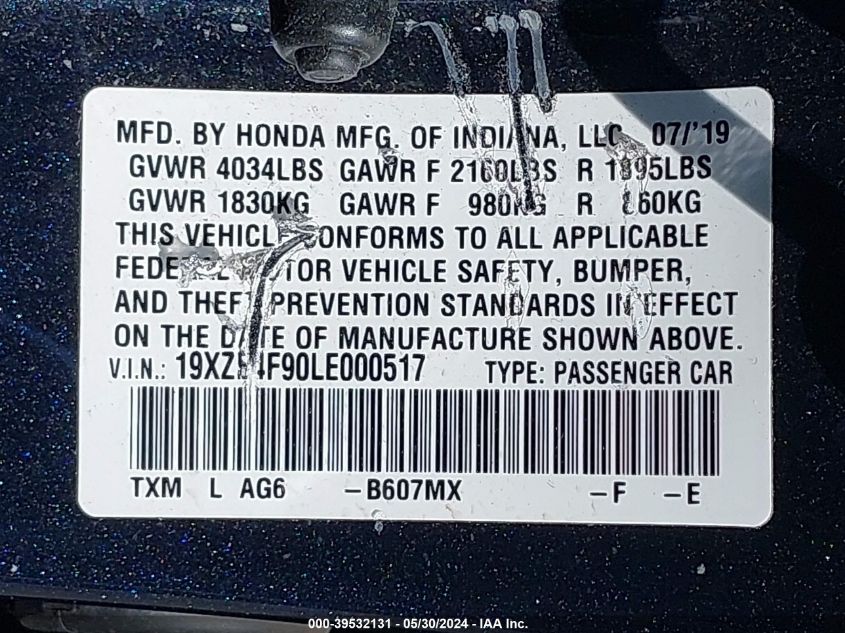 MFD. BY HONDA MFG. OF INDIANA, LLC 07/'19
GVWR 4034LBS GAWR F 2160LBS R 1895LBS
GVWR 1830KG GAWR F 980KG R 860KG
THIS VEHICLE CONFORMS TO ALL APPLICABLE
FEDERAL MOTOR VEHICLE SAFETY, BUMPER,
AND THEFT PREVENTION STANDARDS IN EFFECT
ON THE DATE OF MANUFACTURE SHOWN ABOVE.
V.I.N.: TYPE: PASSENGER CAR
TXM L AG6 -B607MX -F -E
000-39532131 - 05/30/2024 - IAA Inc.